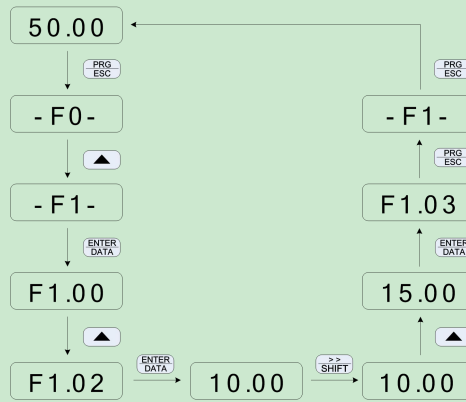 50.00
PRG
ESC
PRG
ESC
- F0-
- F1-
PRG
ESC
- F1-
F1.03
ENTER
DATA
ENTER
DATA
F1.00
15.00
ENTER
DATA
>>
SHIFT
F1.02
10.00
10.00